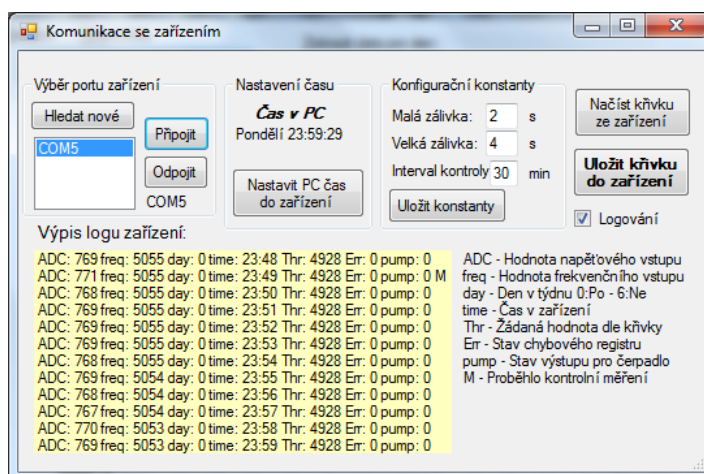 Komunikace se zařízením
Výběr portu zařízení
Hledat nové
COM5
Připojit
Odpojit
COM5
Nastavení času
Čas v PC
Pondělí 23:59:29
Nastavit PC čas
do zařízení
Konfigurační konstanty
Malá zálivka: 2 s
Velká zálivka: 4 s
Interval kontroly 30 min
Uložit konstanty
Načíst křivku
ze zařízení
Uložit křivku
do zařízení
Logování
Výpis logu zařízení:
ADC: 769 freq: 5055 day: 0 time: 23:48 Thr: 4928 Err: 0 pump: 0
ADC: 771 freq: 5055 day: 0 time: 23:49 Thr: 4928 Err: 0 pump: 0 M
ADC: 768 freq: 5055 day: 0 time: 23:50 Thr: 4928 Err: 0 pump: 0
ADC: 769 freq: 5055 day: 0 time: 23:51 Thr: 4928 Err: 0 pump: 0
ADC: 769 freq: 5055 day: 0 time: 23:52 Thr: 4928 Err: 0 pump: 0
ADC: 769 freq: 5055 day: 0 time: 23:53 Thr: 4928 Err: 0 pump: 0
ADC: 768 freq: 5055 day: 0 time: 23:54 Thr: 4928 Err: 0 pump: 0
ADC: 769 freq: 5054 day: 0 time: 23:55 Thr: 4928 Err: 0 pump: 0
ADC: 768 freq: 5054 day: 0 time: 23:56 Thr: 4928 Err: 0 pump: 0
ADC: 767 freq: 5054 day: 0 time: 23:57 Thr: 4928 Err: 0 pump: 0
ADC: 770 freq: 5053 day: 0 time: 23:58 Thr: 4928 Err: 0 pump: 0
ADC: 769 freq: 5053 day: 0 time: 23:59 Thr: 4928 Err: 0 pump: 0
ADC - Hodnota napěťového vstupu
freq - Hodnota frekvenčního vstupu
day - Den v týdnu 0:Po - 6:Ne
time - Čas v zařízení
Thr - Žádaná hodnota dle křivky
Err - Stav chybového registru
pump - Stav výstupu pro čerpadlo
M - Proběhlo kontrolní měření